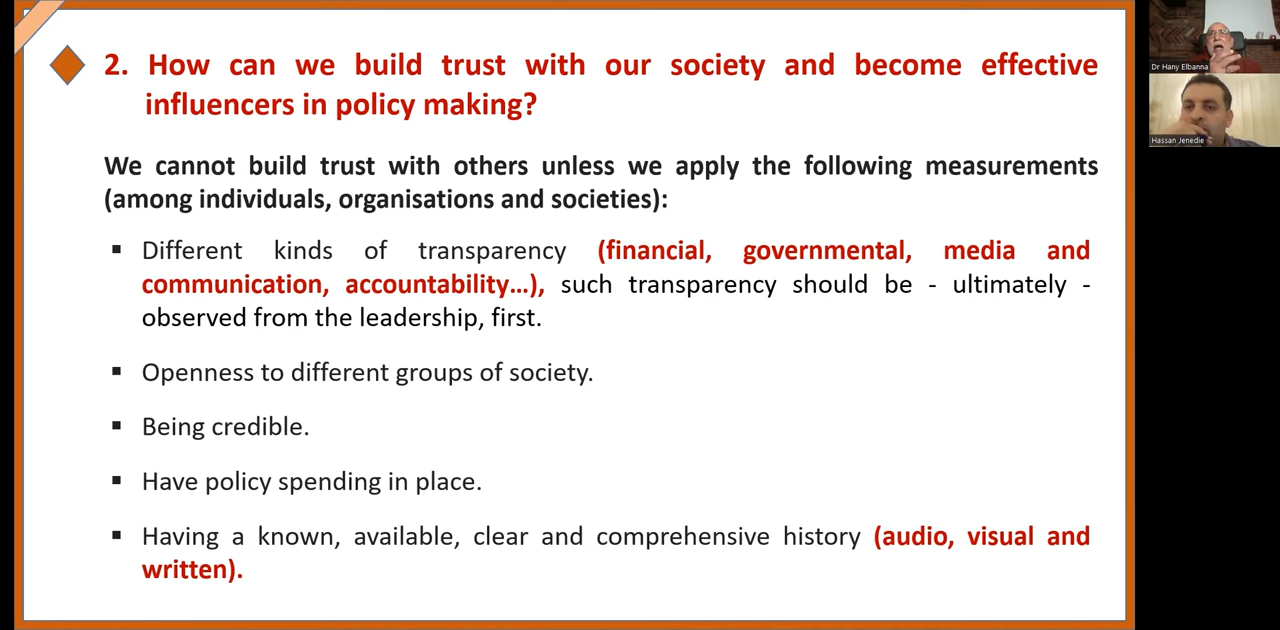 2. How can we build trust with our society and become effective
influencers in policy making?
We cannot build trust with others unless we apply the following measurements
(among individuals, organisations and societies):
▪ Different kinds of transparency (financial, governmental, media and
communication, accountability...), such transparency should be - ultimately -
observed from the leadership, first.
▪ Openness to different groups of society.
▪ Being credible.
▪ Have policy spending in place.
▪ Having a known, available, clear and comprehensive history (audio, visual and
written).
Dr Hany Elbanna
Hassan Jenedie